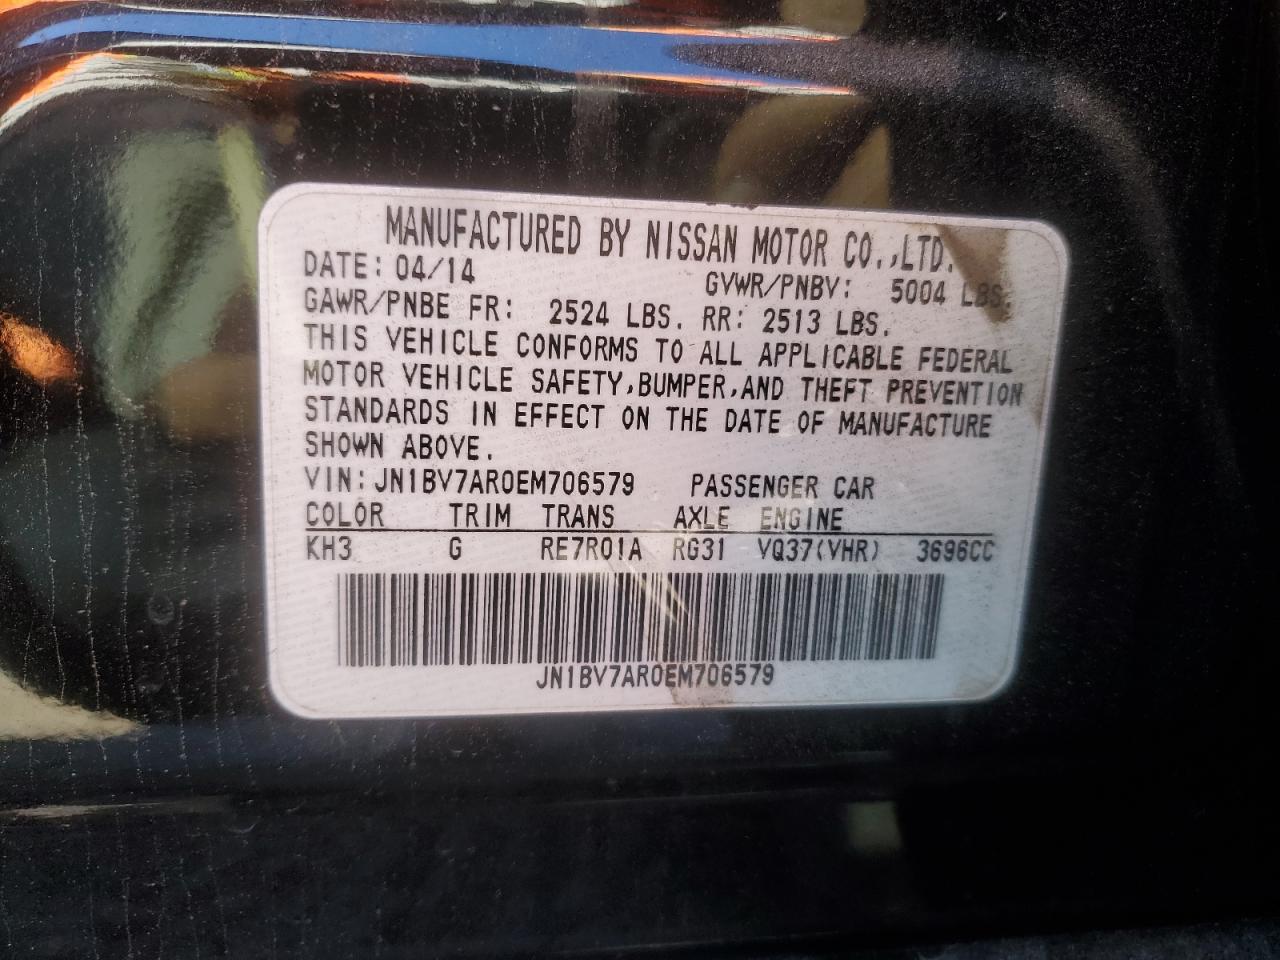 MANUFACTURED BY NISSAN MOTOR CO.,LTD.
DATE: 04/14 GVWR/PNBV: 5004 LBS.
GAWR/PNBE FR: 2524 LBS. RR: 2513 LBS.
THIS VEHICLE CONFORMS TO ALL APPLICABLE FEDERAL
MOTOR VEHICLE SAFETY,BUMPER,AND THEFT PREVENTION
STANDARDS IN EFFECT ON THE DATE OF MANUFACTURE
SHOWN ABOVE.
VIN:JN1BV7AR0EM706579 PASSENGER CAR
COLOR TRIM TRANS AXLE ENGINE
KH3 G RE7R01A RG31 VQ37(VHR) 3696CC
JN1BV7AR0EM706579